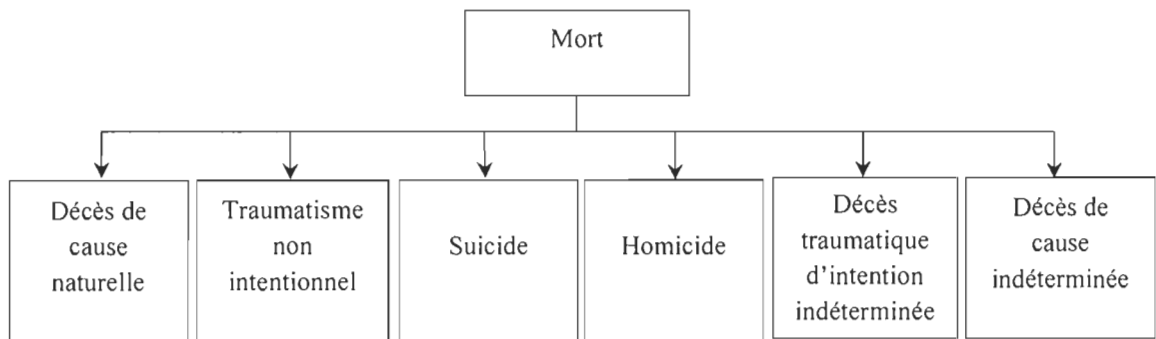 Mort
Décès de
cause
naturelle
Traumatisme
non
intentionnel
Suicide
Homicide
Décès
traumatique
d'intention
indéterminée
Décès de
cause
indéterminée